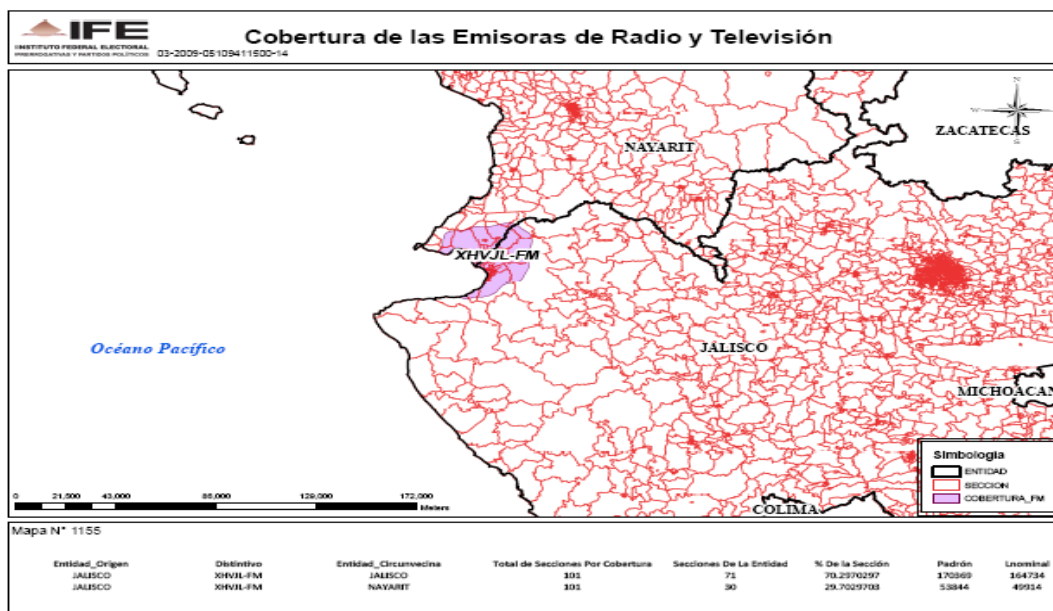 IFE
INSTITUTO FEDERAL ELECTORAL
PRERROGATIVAS Y PARTIDOS POLÍTICOS
03-2009-05109411500-14
Cobertura de las Emisoras de Radio y Televisión
N
ZACATECAS
W
E
S
NAYARIT
XHVJL-FM
Océano Pacífico
JALISCO
MICHOACAN
Simbología
ENTIDAD
SECCION
COBERTURA_FM
COLIMA
0 21,500 43,000 86,000 129,000 172,000
Meters
Mapa N° 1155
Entidad_Origen Distintivo Entidad_Circunvecina Total de Secciones Por Cobertura Secciones De La Entidad % De la Sección Padrón Lnominal
JALISCO XHVJL-FM JALISCO 101 71 70.2970297 170369 164734
JALISCO XHVJL-FM NAYARIT 101 30 29.7029703 53844 49914